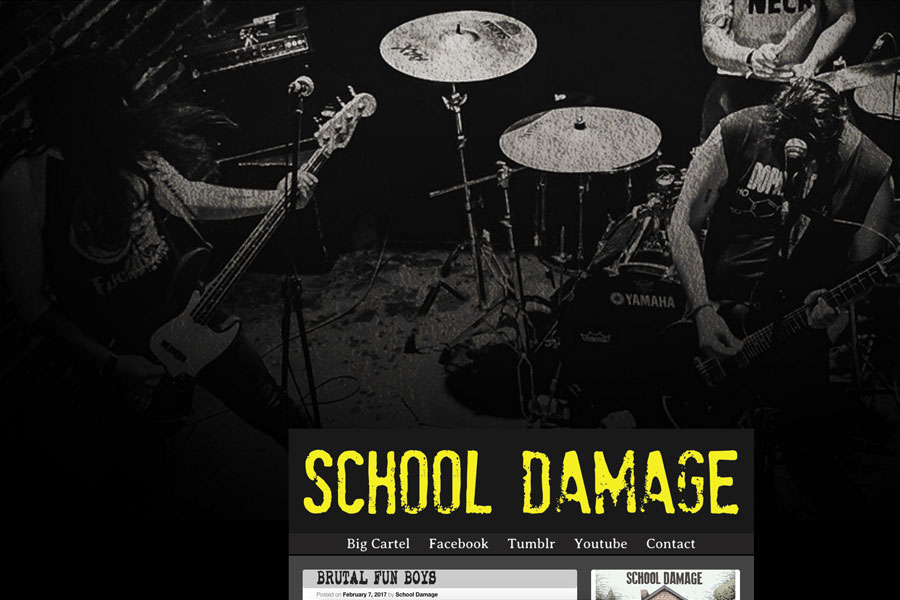 NECK
YAMAHA
SCHOOL DAMAGE
Big Cartel Facebook Tumblr Youtube Contact
BRUTAL FUN BOYS
Posted on February 7, 2017 by School Damage
SCHOOL DAMAGE